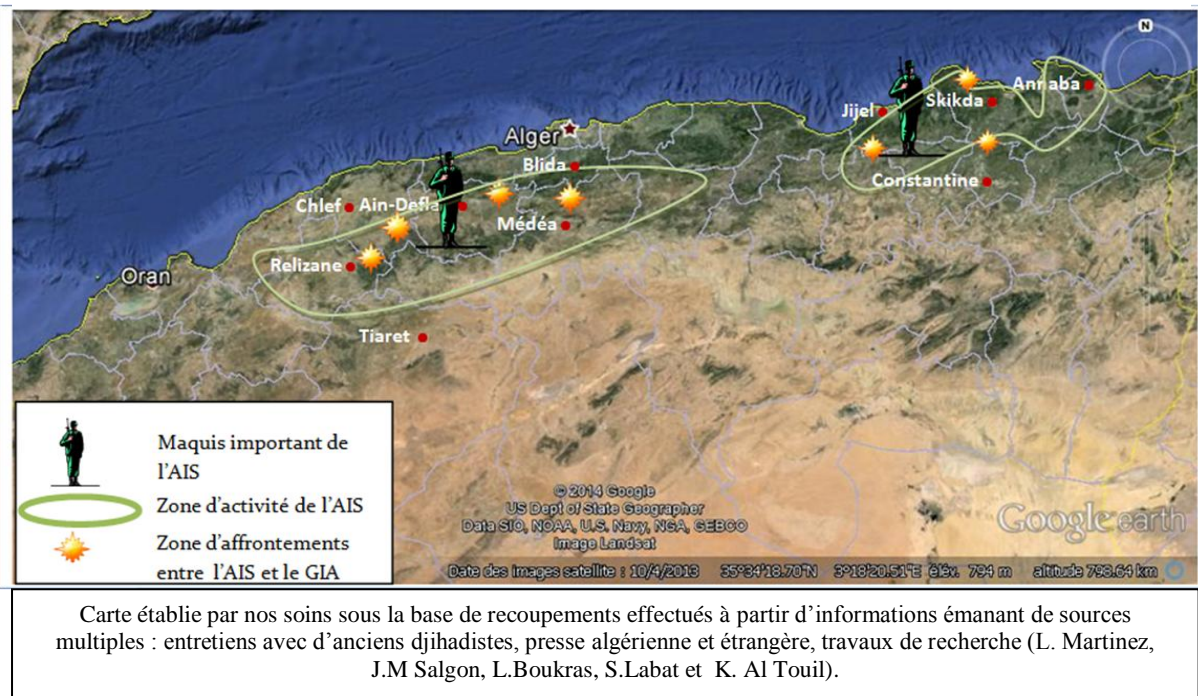 N
Annaba
Skikda
Jijel
Alger
Blida
Constantine
Chlef
Ain-Defla
Médéa
Relizane
Oran
Tiaret
Maquis important de
l'AIS
Zone d'activité de l'AIS
Zone d'affrontements
entre l'AIS et le GIA
© 2014 Google
US Dept of State Geographer
Data SIO, NOAA, U.S. Navy, NGA, GEBCO
Image Landsat
Google earth
Date des images satellite : 10/4/2013 35°34'18.70"N 3°18'20.51"E élév. 794 m altitude 798.64 km
Carte établie par nos soins sous la base de recoupements effectués à partir d'informations émanant de sources
multiples : entretiens avec d'anciens djihadistes, presse algérienne et étrangère, travaux de recherche (L. Martinez,
J.M Salgon, L.Boukras, S.Labat et K. Al Touil).